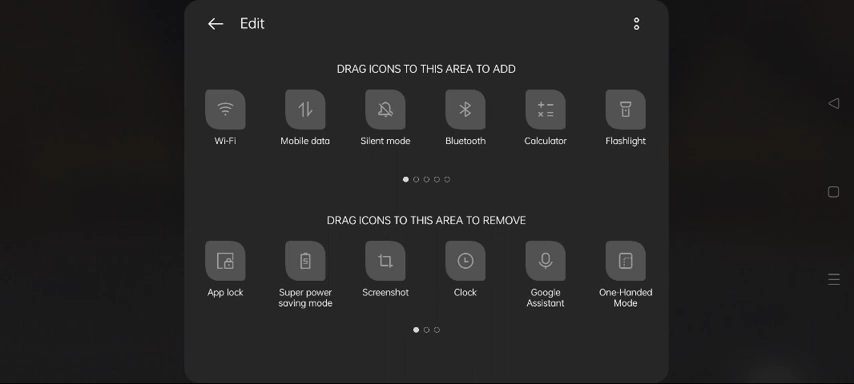 Edit
DRAG ICONS TO THIS AREA TO ADD
Wi-Fi
Mobile data
Silent mode
Bluetooth
Calculator
Flashlight
DRAG ICONS TO THIS AREA TO REMOVE
App lock
Super power
saving mode
Screenshot
Clock
Google
Assistant
One-Handed
Mode